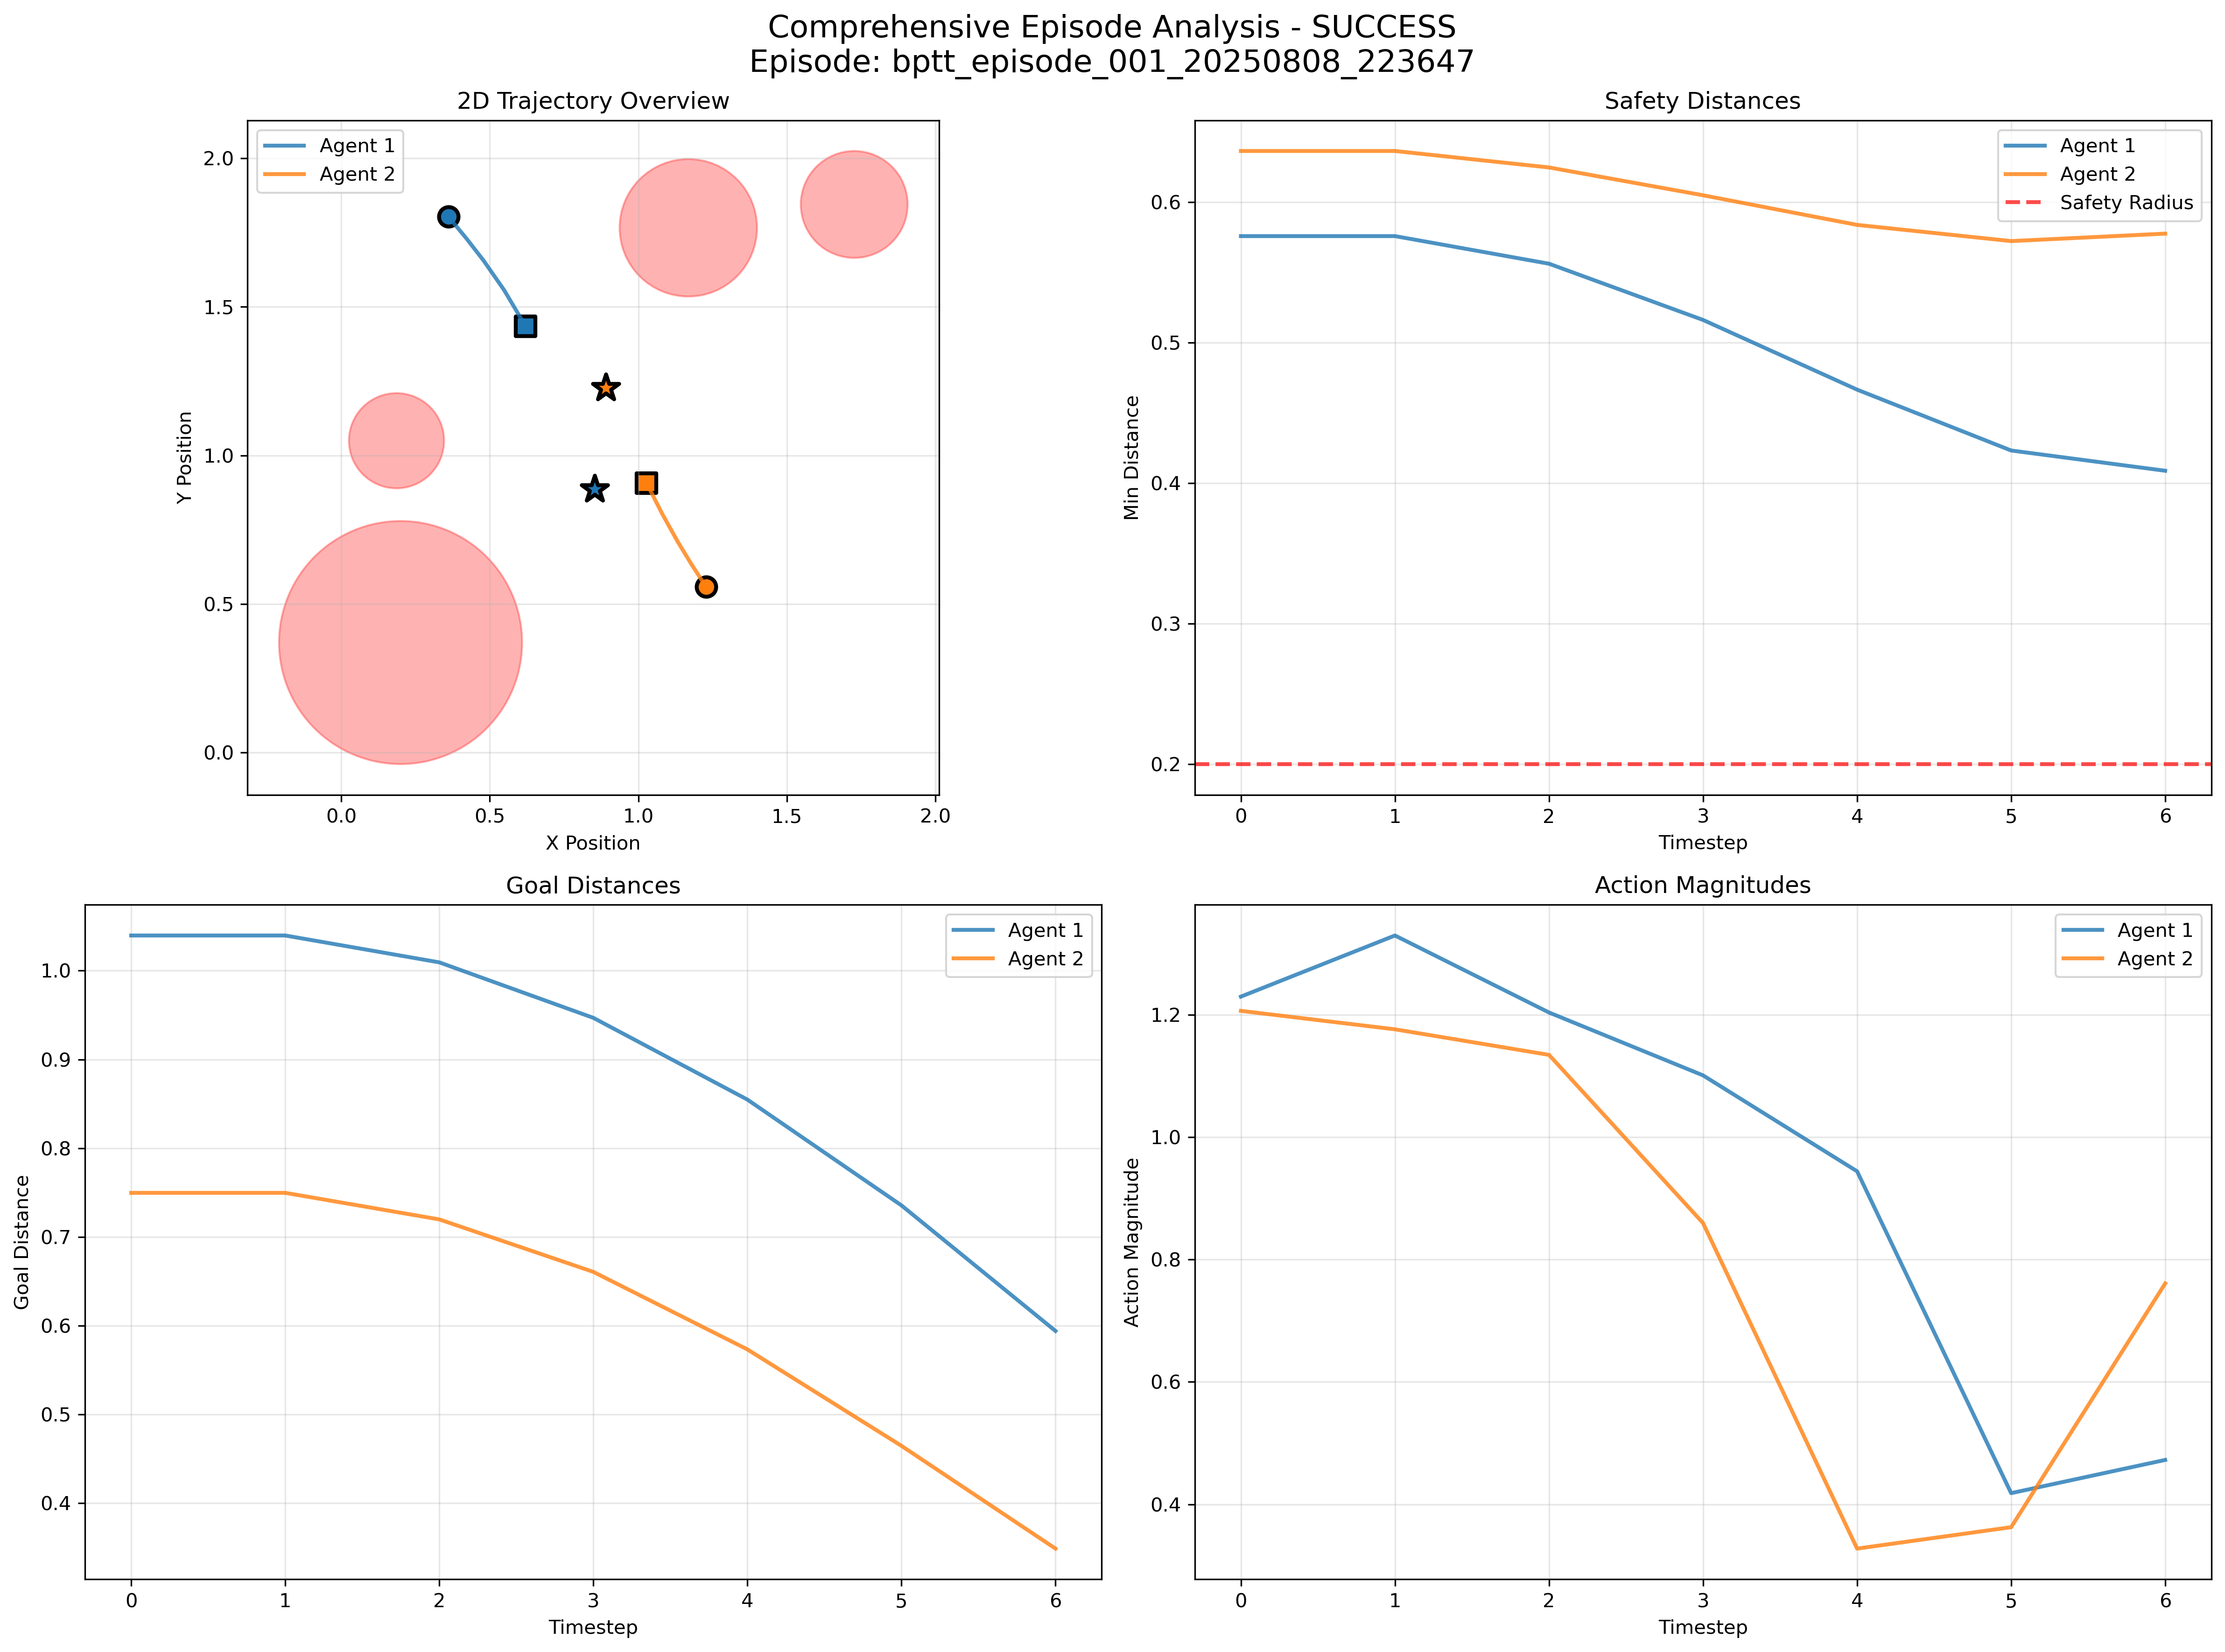 Comprehensive Episode Analysis - SUCCESS
Episode: bptt_episode_001_20250808_223647
2D Trajectory Overview
Agent 1
Agent 2
2.0
1.5
1.0
0.5
0.0
Y Position
0.0 0.5 1.0 1.5 2.0
X Position
Safety Distances
Agent 1
Agent 2
Safety Radius
0.6
0.5
0.4
0.3
0.2
Min Distance
0 1 2 3 4 5 6
Timestep
Goal Distances
Agent 1
Agent 2
1.0
0.9
0.8
0.7
0.6
0.5
0.4
Goal Distance
0 1 2 3 4 5 6
Timestep
Action Magnitudes
Agent 1
Agent 2
1.2
1.0
0.8
0.6
0.4
Action Magnitude
0 1 2 3 4 5 6
Timestep